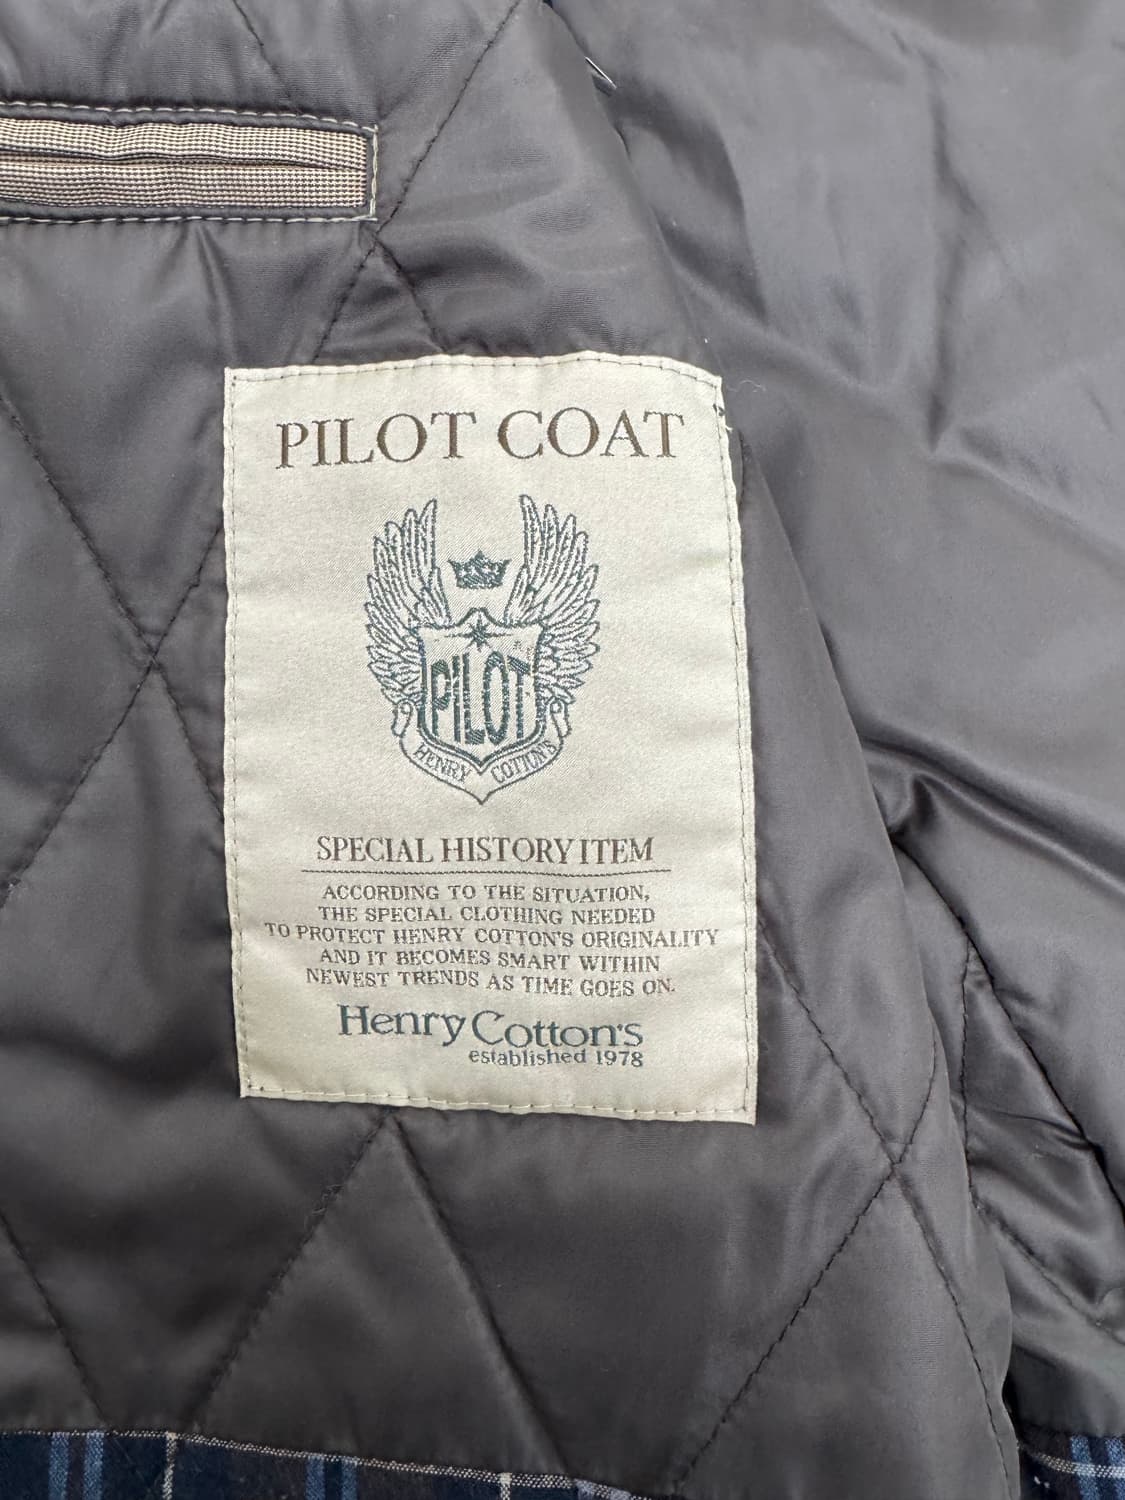 PILOT COAT
PILOT
HENRY COTTON'S
SPECIAL HISTORY ITEM
ACCORDING TO THE SITUATION,
THE SPECIAL CLOTHING NEEDED
TO PROTECT HENRY COTTON'S ORIGINALITY
AND IT BECOMES SMART WITHIN
NEWEST TRENDS AS TIME GOES ON.
Henry Cotton's
established 1978